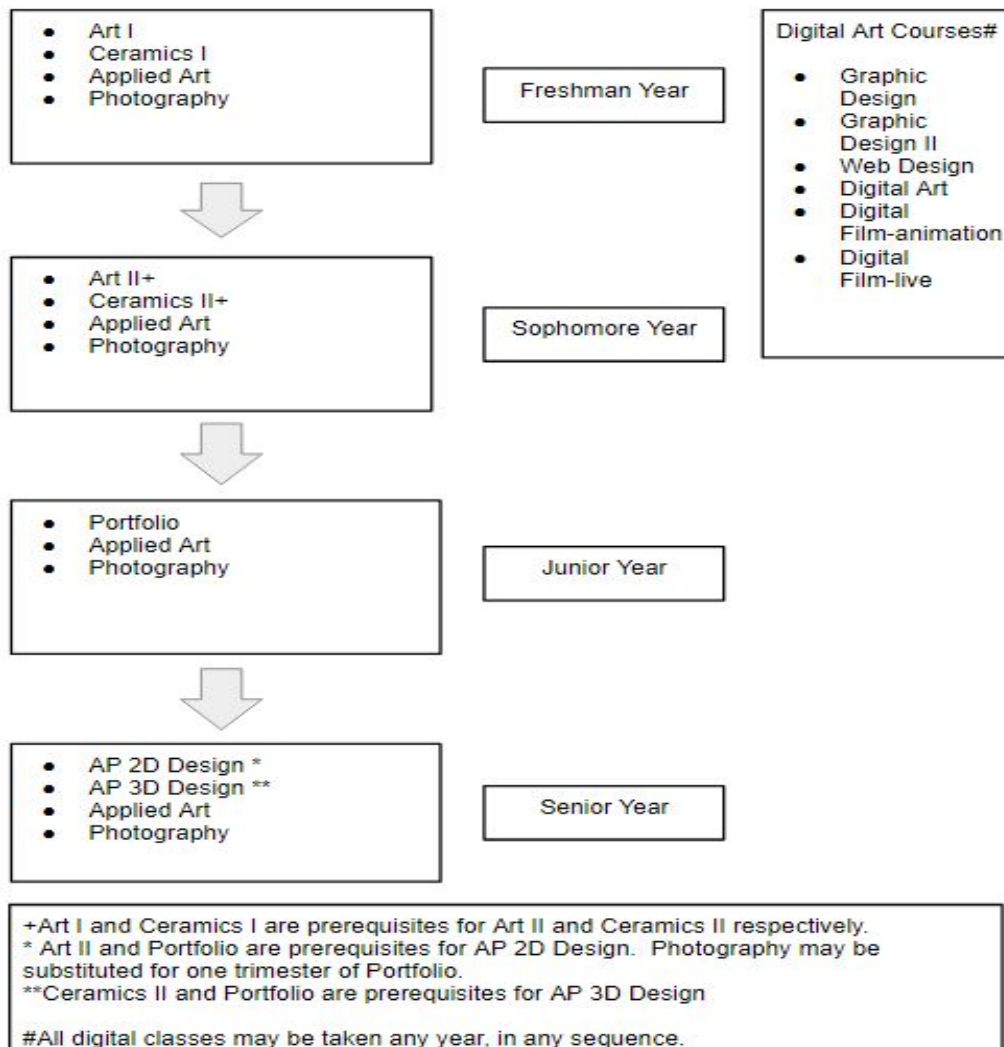 ● Art I
● Ceramics I
● Applied Art
● Photography
Freshman Year
Digital Art Courses#
● Graphic
Design
● Graphic
Design II
● Web Design
● Digital Art
● Digital
Film-animation
● Digital
Film-live
● Art II+
● Ceramics II+
● Applied Art
● Photography
Sophomore Year
● Portfolio
● Applied Art
● Photography
Junior Year
● AP 2D Design *
● AP 3D Design **
● Applied Art
● Photography
Senior Year
+Art I and Ceramics I are prerequisites for Art II and Ceramics II respectively.
* Art II and Portfolio are prerequisites for AP 2D Design.  Photography may be
substituted for one trimester of Portfolio.
**Ceramics II and Portfolio are prerequisites for AP 3D Design
#All digital classes may be taken any year, in any sequence.